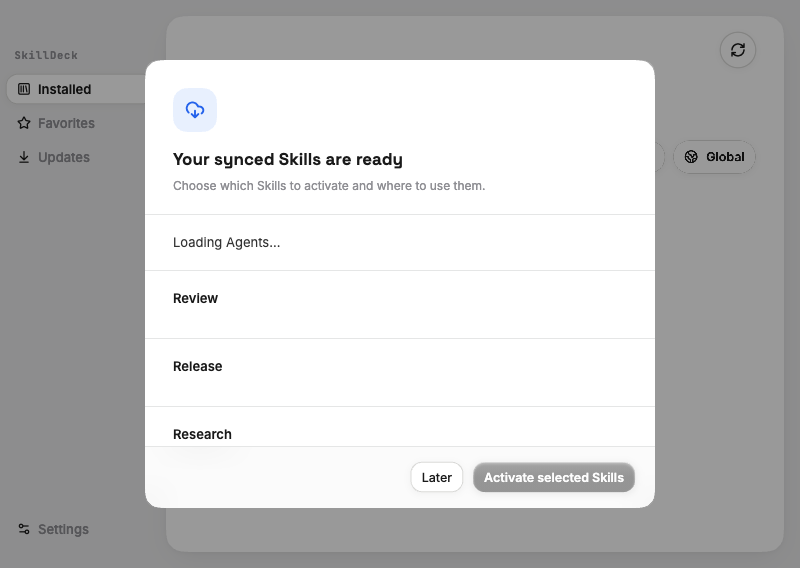 SkillDeck
Installed
Favorites
Updates
Global
Your synced Skills are ready
Choose which Skills to activate and where to use them.
Loading Agents...
Review
Release
Research
Later
Activate selected Skills
Settings